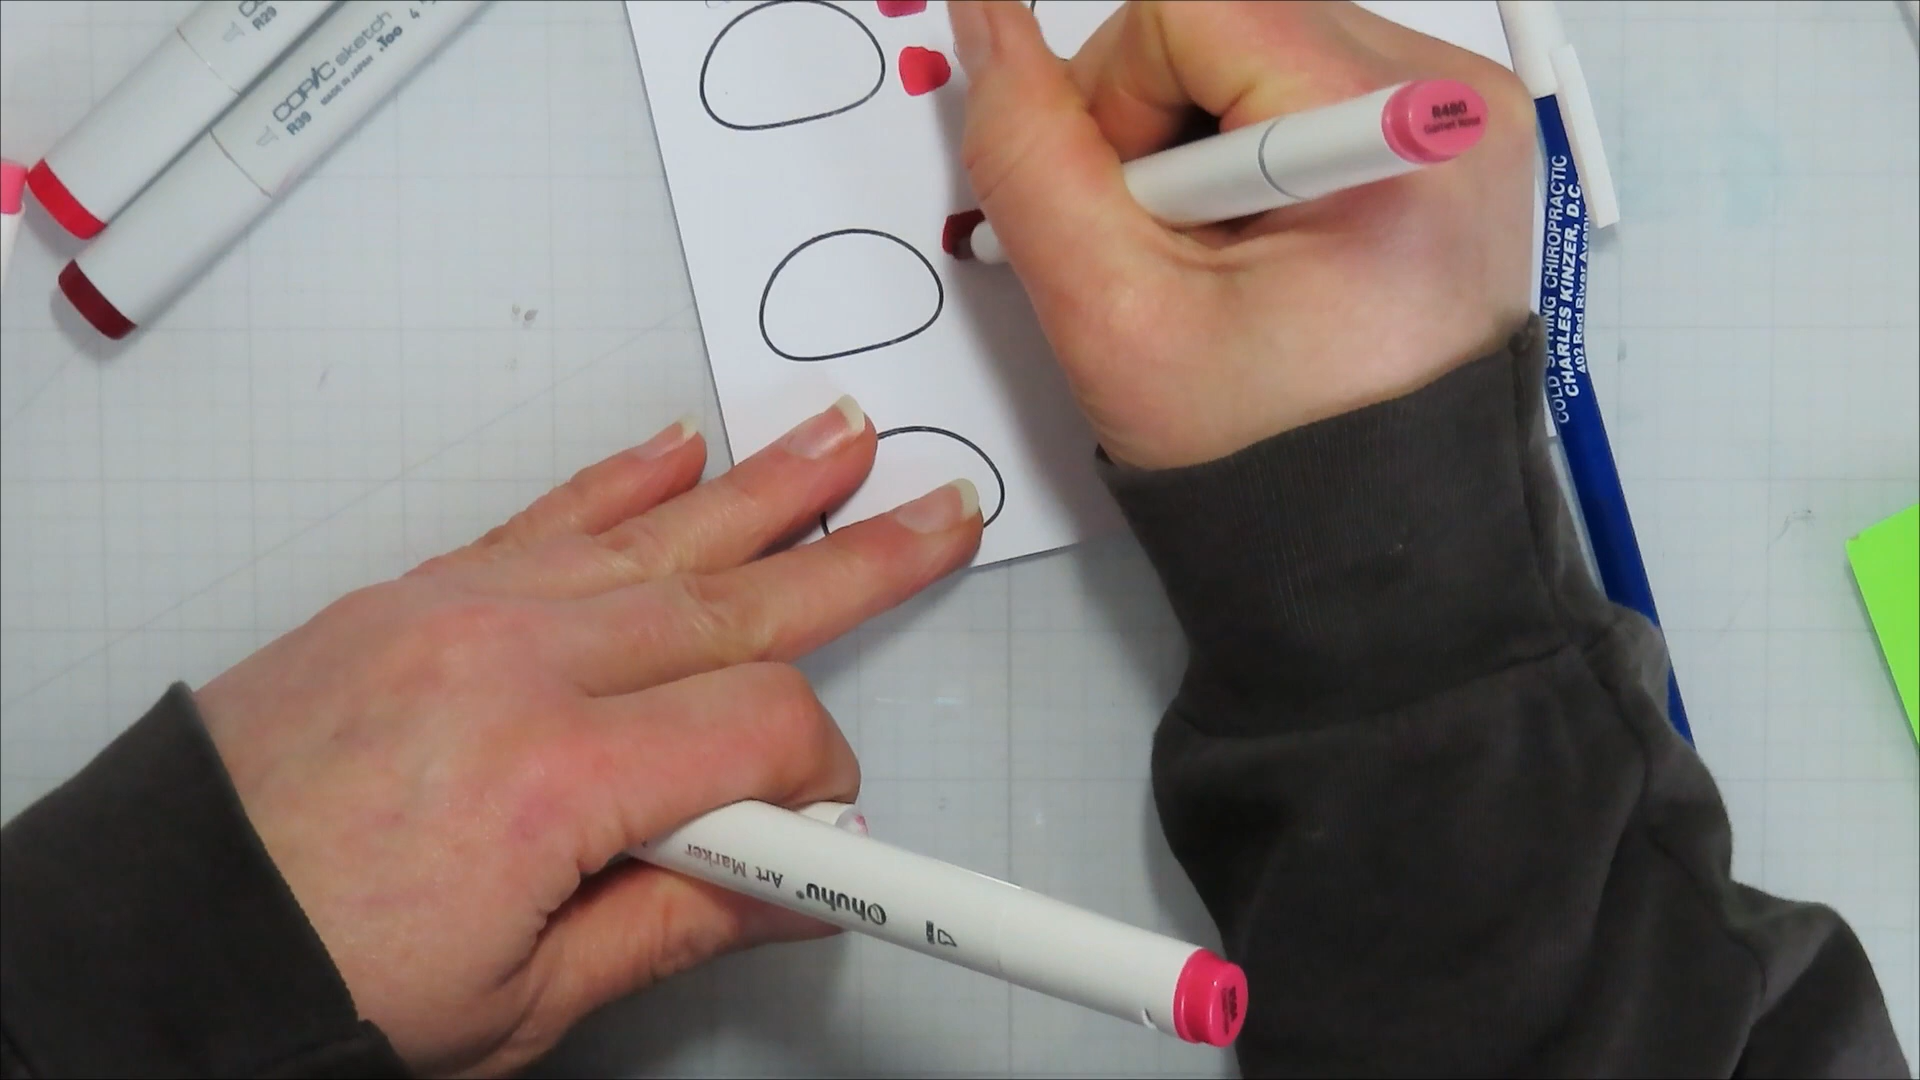 R29
COPIC sketch
MADE IN JAPAN .Too
R39
R480
Garnet Rose
COLD SPRING CHIROPRACTIC
CHARLES KINZER, D.C.
402 Red River Avenue
Ohuhu® Art Marker